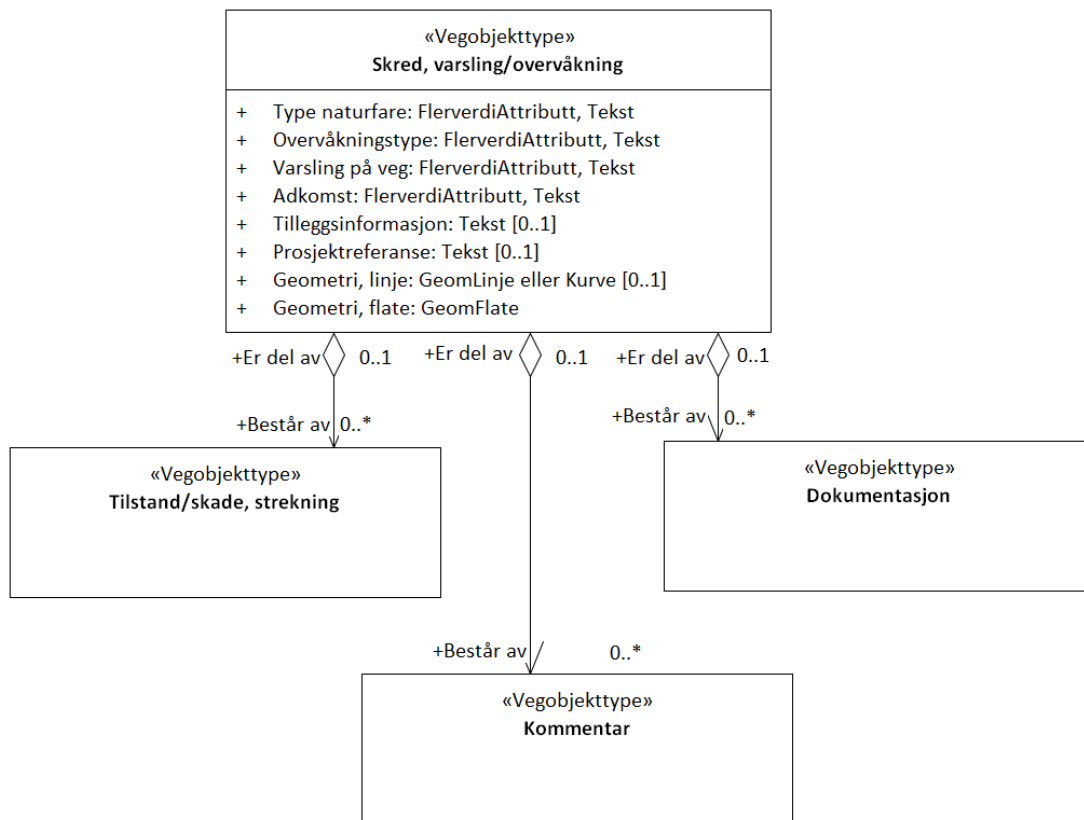 «Vegobjekttype»
Skred, varsling/overvåkning
+ Type naturfare: FlerverdiAttributt, Tekst
+ Overvåkningstype: FlerverdiAttributt, Tekst
+ Varsling på veg: FlerverdiAttributt, Tekst
+ Adkomst: FlerverdiAttributt, Tekst
+ Tilleggsinformasjon: Tekst [0..1]
+ Prosjektreferanse: Tekst [0..1]
+ Geometri, linje: GeomLinje eller Kurve [0..1]
+ Geometri, flate: GeomFlate
+Er del av 0..1 +Er del av 0..1 +Er del av 0..1
+Består av 0..* +Består av 0..*
«Vegobjekttype»
Tilstand/skade, strekning
«Vegobjekttype»
Dokumentasjon
+Består av 0..*
«Vegobjekttype»
Kommentar